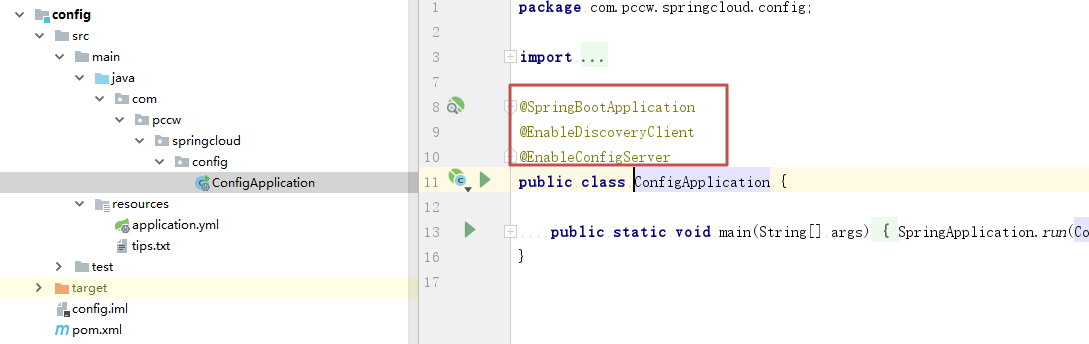 config
src
main
java
com
pccw
springcloud
config
ConfigApplication
resources
application.yml
tips.txt
test
target
config.iml
pom.xml
1 package com.pccw.springcloud.config;
2
3 import ...
7
8 @SpringBootApplication
9 @EnableDiscoveryClient
10 @EnableConfigServer
11 public class ConfigApplication {
12
13 public static void main(String[] args) { SpringApplication.run(Co
16 }
17